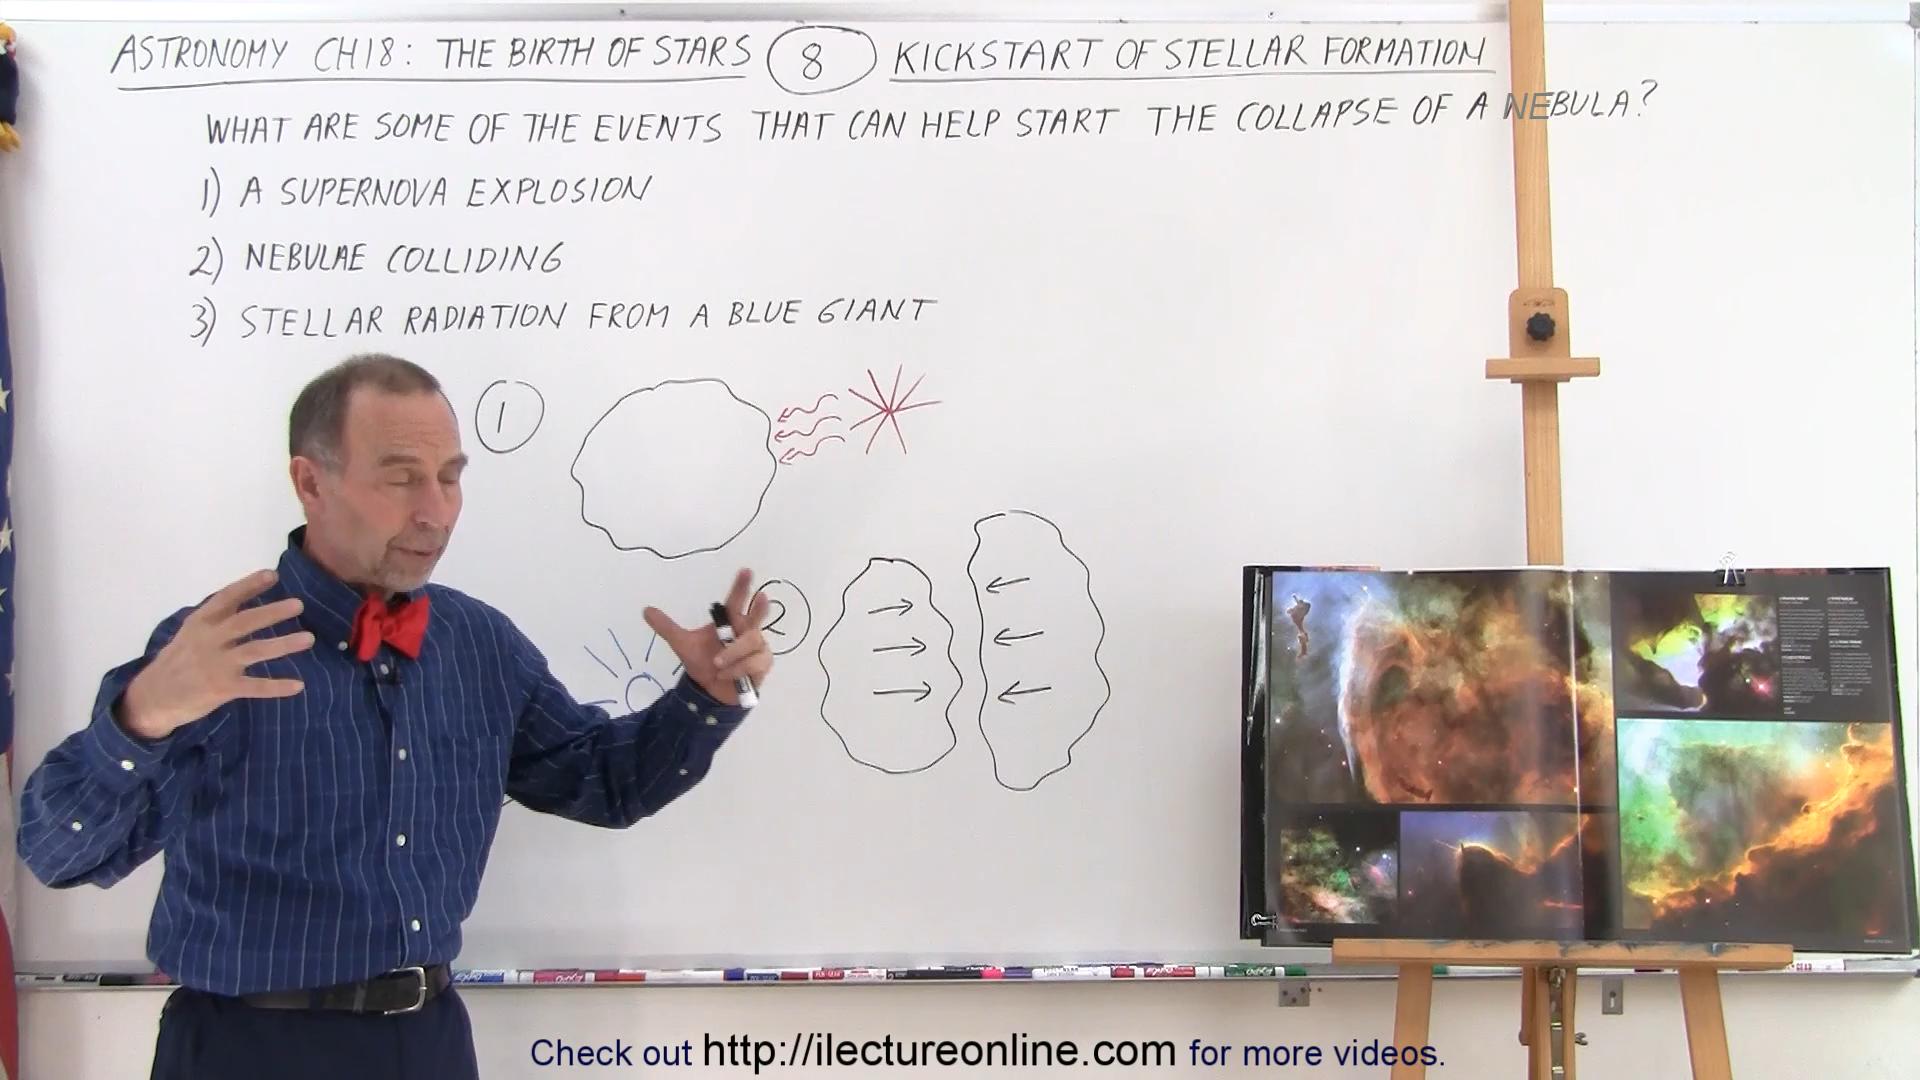 ASTRONOMY CH18: THE BIRTH OF STARS 8 KICKSTART OF STELLAR FORMATION
WHAT ARE SOME OF THE EVENTS THAT CAN HELP START THE COLLAPSE OF A NEBULA?
1) A SUPERNOVA EXPLOSION
2) NEBULAE COLLIDING
3) STELLAR RADIATION FROM A BLUE GIANT
1
2
Check out http://ilectureonline.com for more videos.